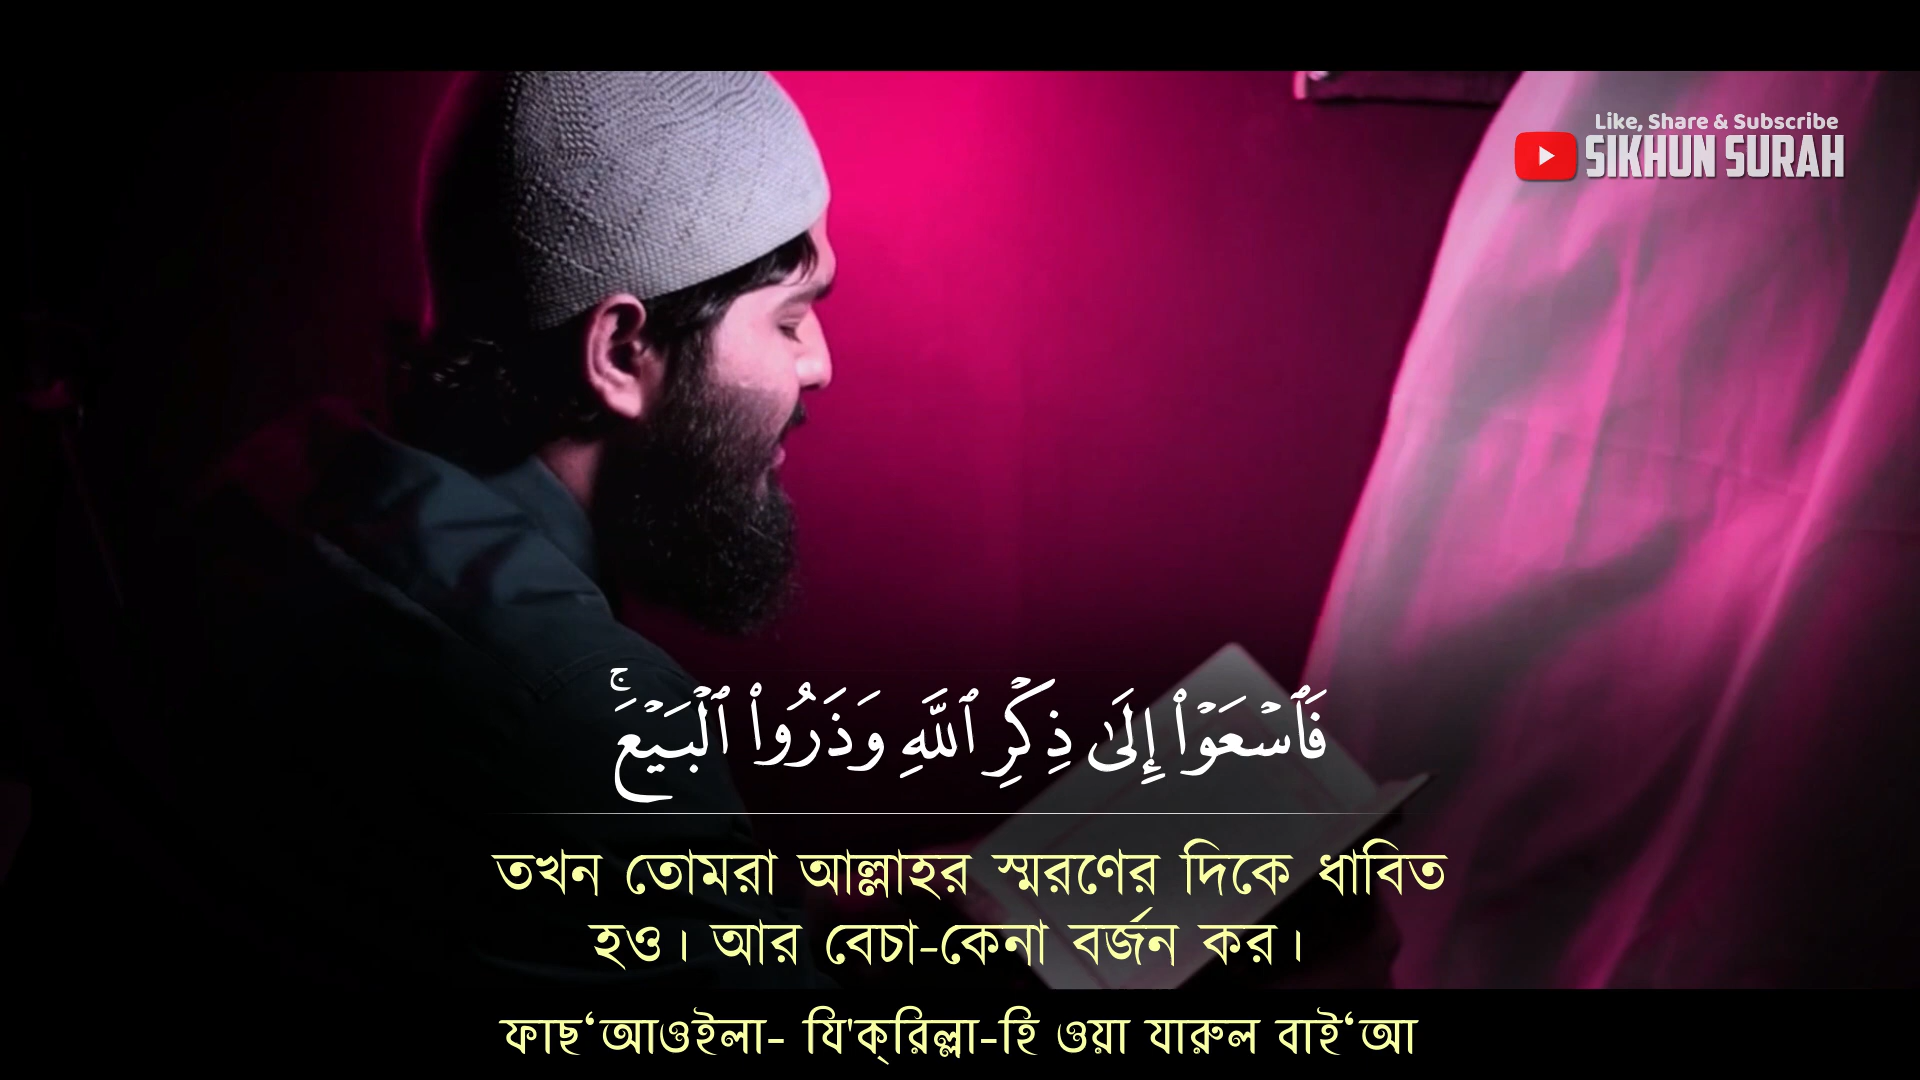 Like, Share & Subscribe
SIKHUN SURAH
فَٱسۡعَوۡاْ إِلَىٰ ذِكۡرِ ٱللَّهِ وَذَرُواْ ٱلۡبَيۡعَۚ
তখন তোমরা আল্লাহর স্মরণের দিকে ধাবিত
হও। আর বেচা-কেনা বর্জন কর।
ফাছ‘আওইলা- যি'ক্‌রিল্লা-হি ওয়া যারুল বাই‘আ